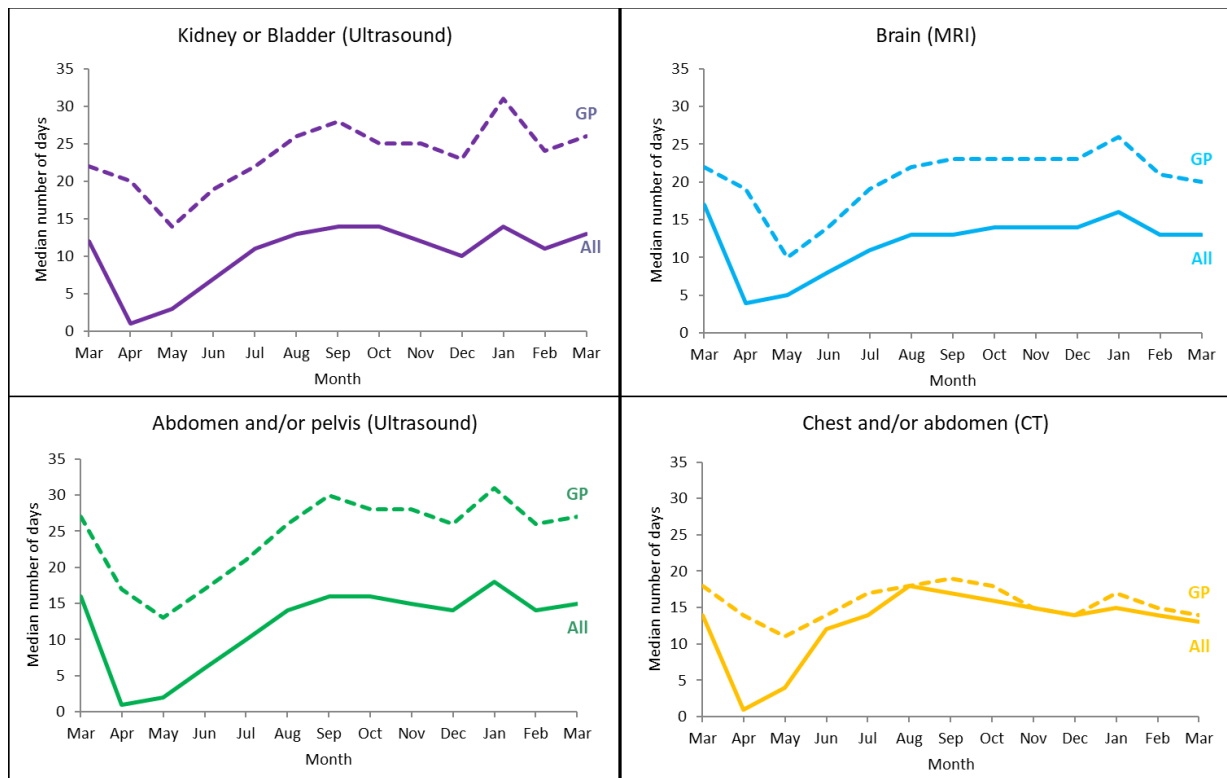 Kidney or Bladder (Ultrasound)
35
30
25
20
15
10
5
0
Median number of days
GP
All
Mar Apr May Jun Jul Aug Sep Oct Nov Dec Jan Feb Mar
Month
Brain (MRI)
35
30
25
20
15
10
5
0
Median number of days
GP
All
Mar Apr May Jun Jul Aug Sep Oct Nov Dec Jan Feb Mar
Month
Abdomen and/or pelvis (Ultrasound)
35
30
25
20
15
10
5
0
Median number of days
GP
All
Mar Apr May Jun Jul Aug Sep Oct Nov Dec Jan Feb Mar
Month
Chest and/or abdomen (CT)
35
30
25
20
15
10
5
0
Median number of days
GP
All
Mar Apr May Jun Jul Aug Sep Oct Nov Dec Jan Feb Mar
Month